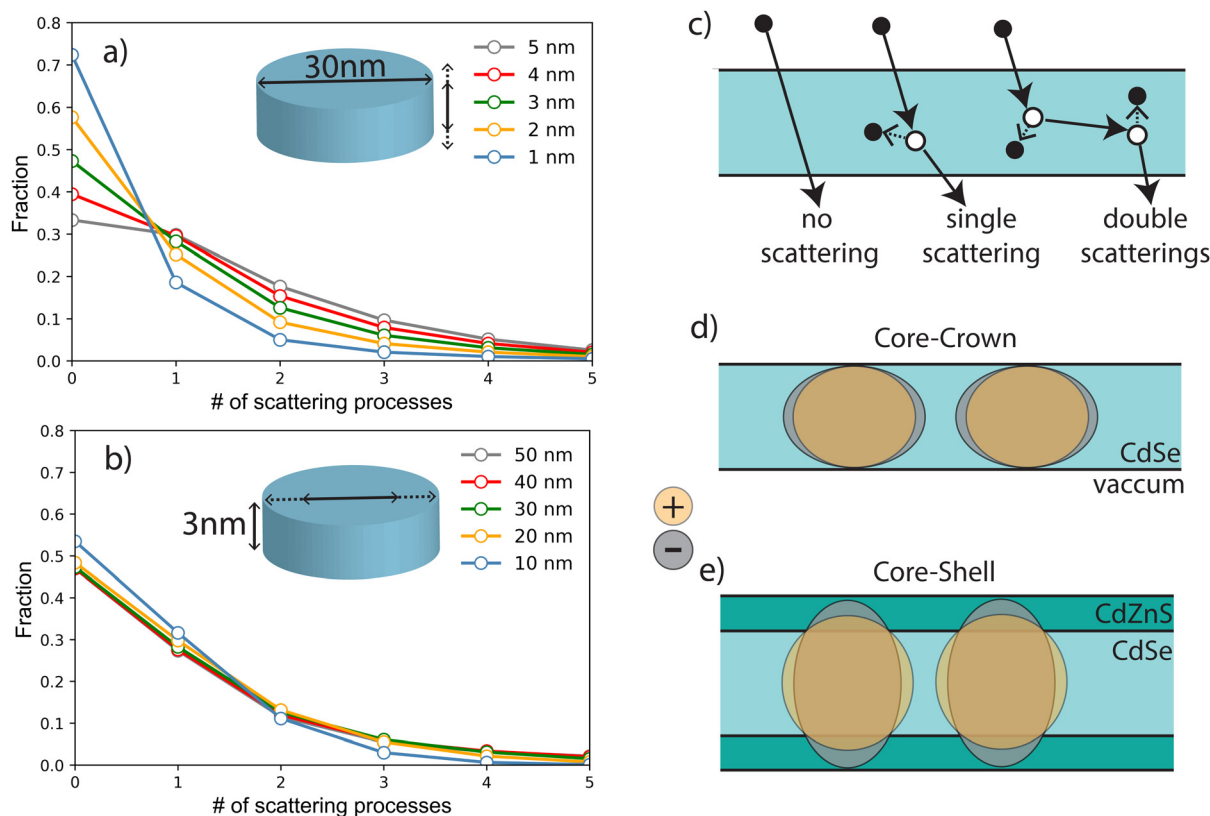 a)
0.8
0.7
0.6
0.5
0.4
0.3
0.2
0.1
0.0
Fraction
30nm
5 nm
4 nm
3 nm
2 nm
1 nm
0 1 2 3 4 5
# of scattering processes
b)
0.8
0.7
0.6
0.5
0.4
0.3
0.2
0.1
0.0
Fraction
3nm
50 nm
40 nm
30 nm
20 nm
10 nm
0 1 2 3 4 5
# of scattering processes
c)
no
scattering
single
scattering
double
scatterings
d)
Core-Crown
CdSe
vaccum
+
−
e)
Core-Shell
CdZnS
CdSe